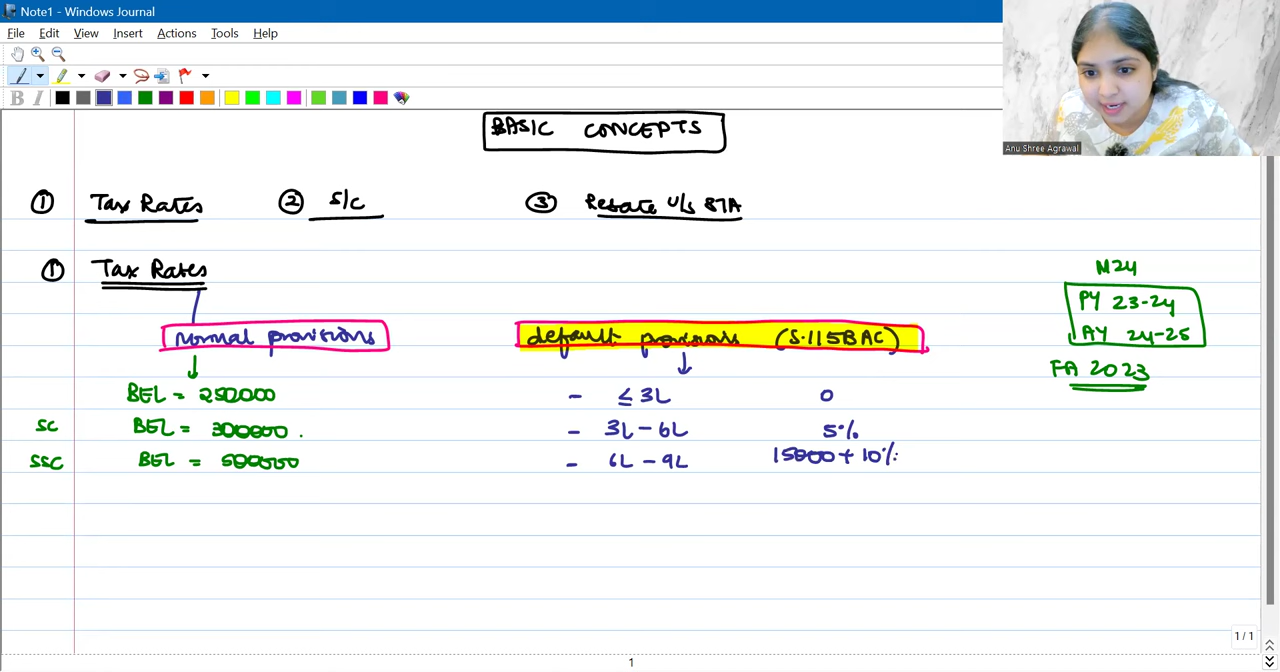 Note1 - Windows Journal
File Edit View Insert Actions Tools Help
B I
Anu Shree Agrawal
BASIC CONCEPTS
① Tax Rates ② S/C ③ Rebate u/s 87A
① Tax Rates
M24
PY 23-24
AY 24-25
FA 2023
normal provisions
BEL = 250000
SC BEL = 300000.
SSC BEL = 500000
default provisions (S.115BAC)
- ≤ 3L 0
- 3L - 6L 5%
- 6L - 9L 15000 + 10%
1 / 1
1